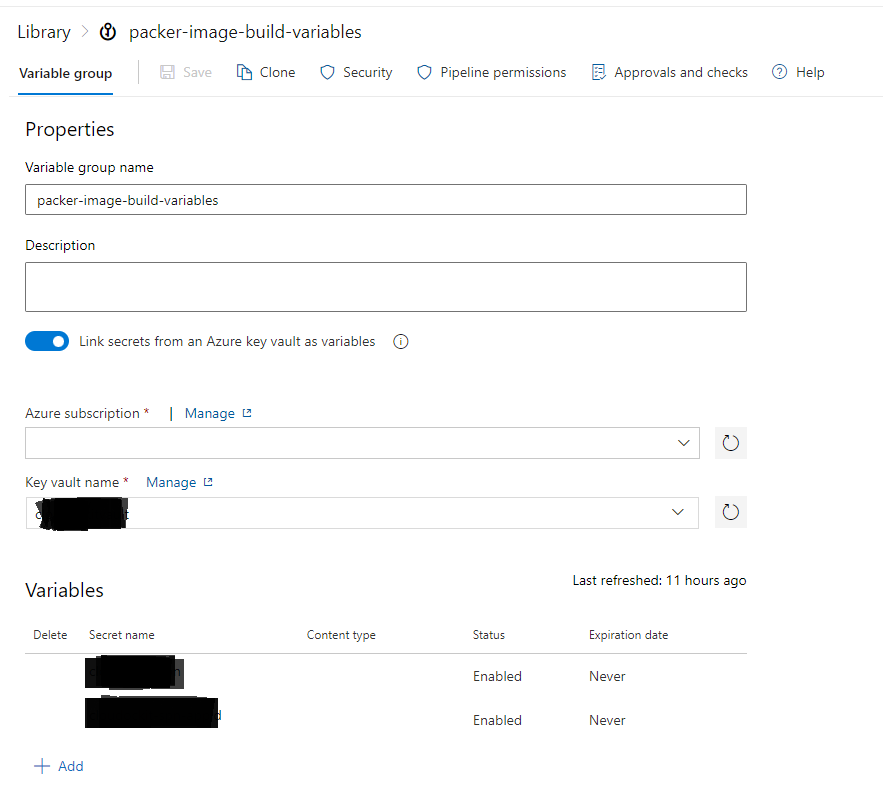 Library > packer-image-build-variables
Variable group | Save Clone Security Pipeline permissions Approvals and checks Help
Properties
Variable group name
packer-image-build-variables
Description
Link secrets from an Azure key vault as variables
Azure subscription * | Manage
Key vault name * Manage
Variables
Last refreshed: 11 hours ago
Delete Secret name Content type Status Expiration date
Enabled Never
Enabled Never
+ Add